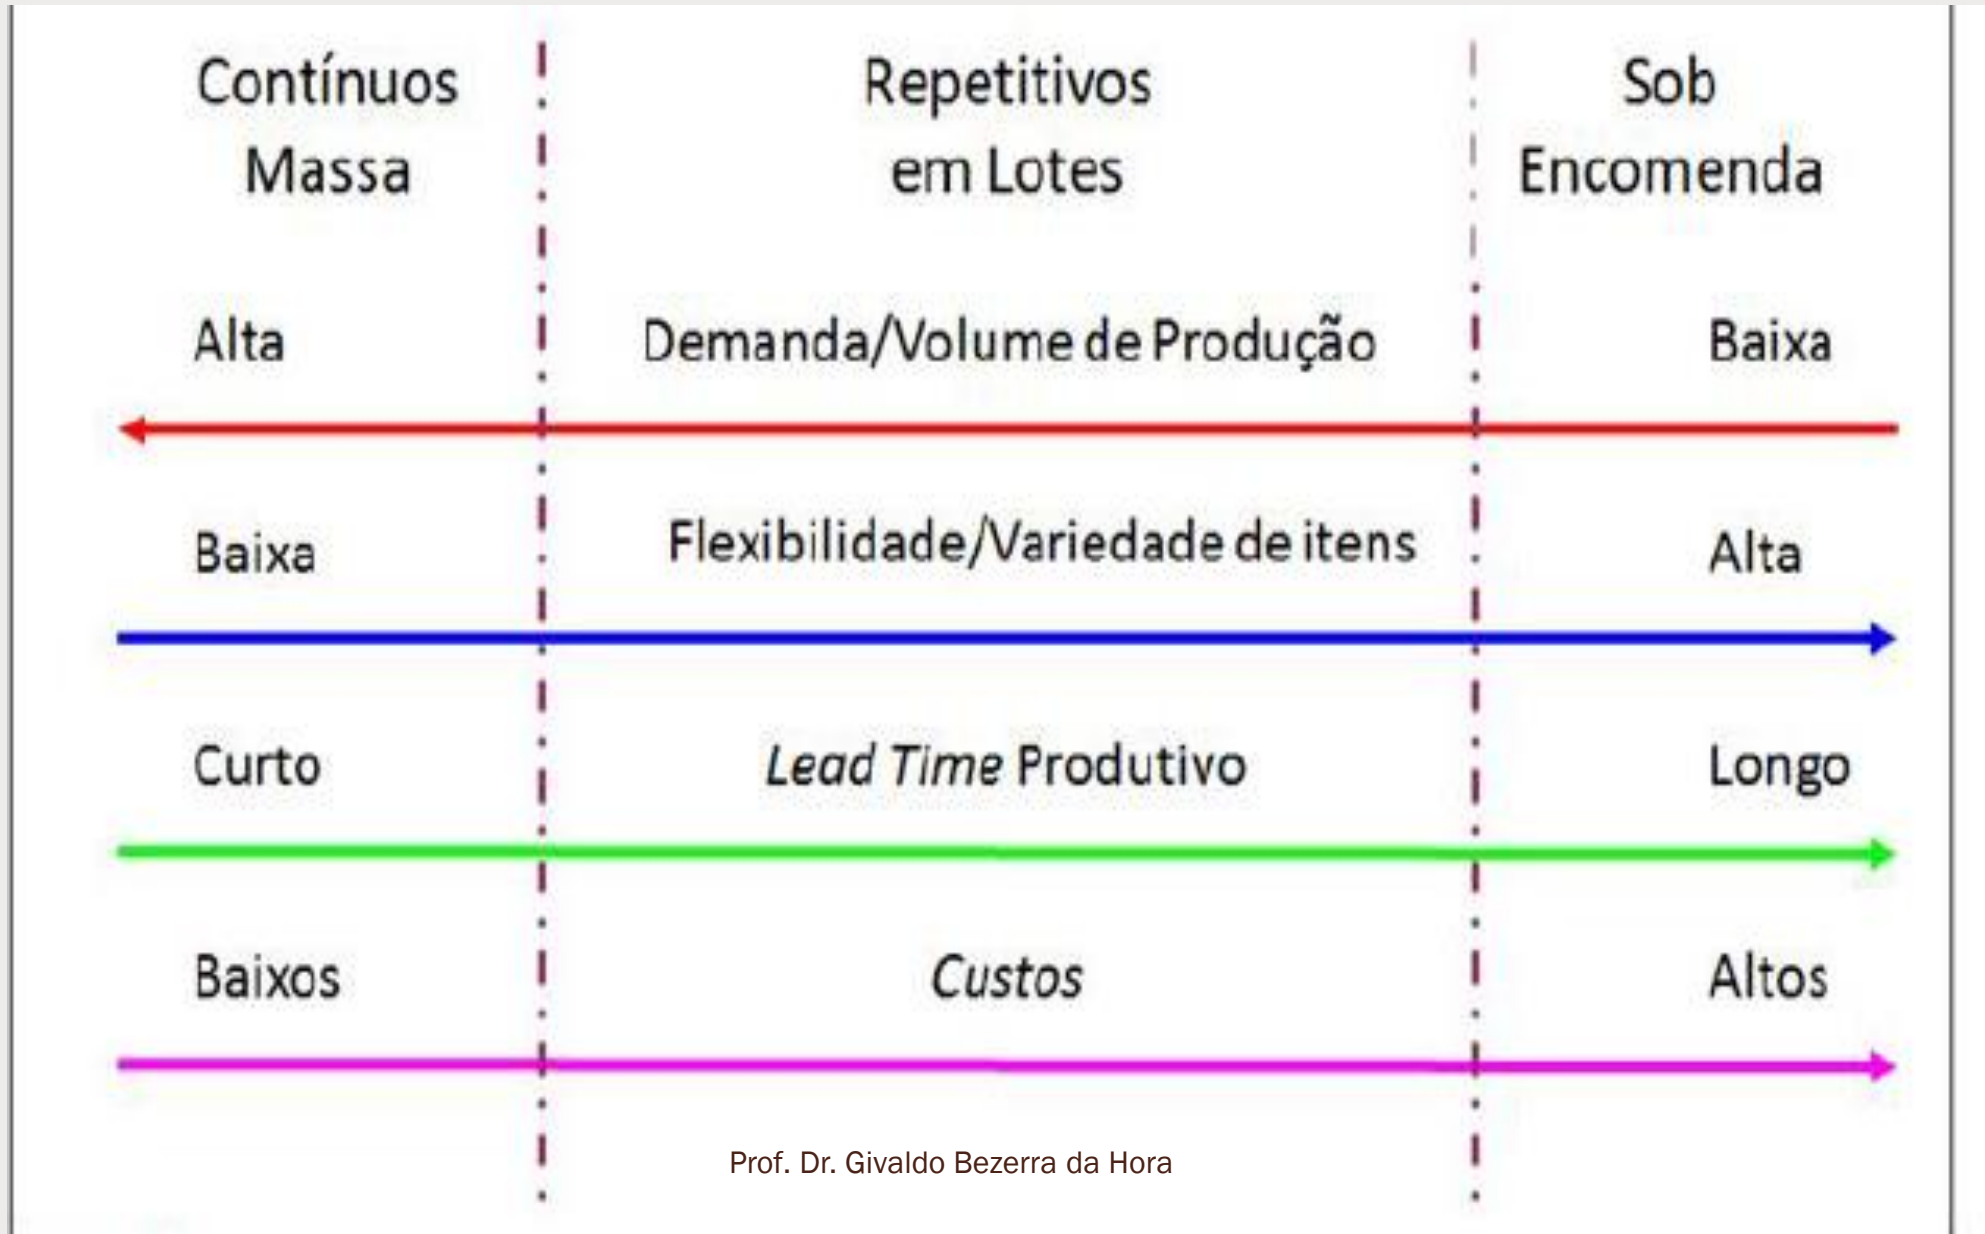 Contínuos
Massa
Repetitivos
em Lotes
Sob
Encomenda
Alta Demanda/Volume de Produção Baixa
Baixa Flexibilidade/Variedade de itens Alta
Curto Lead Time Produtivo Longo
Baixos Custos Altos
Prof. Dr. Givaldo Bezerra da Hora